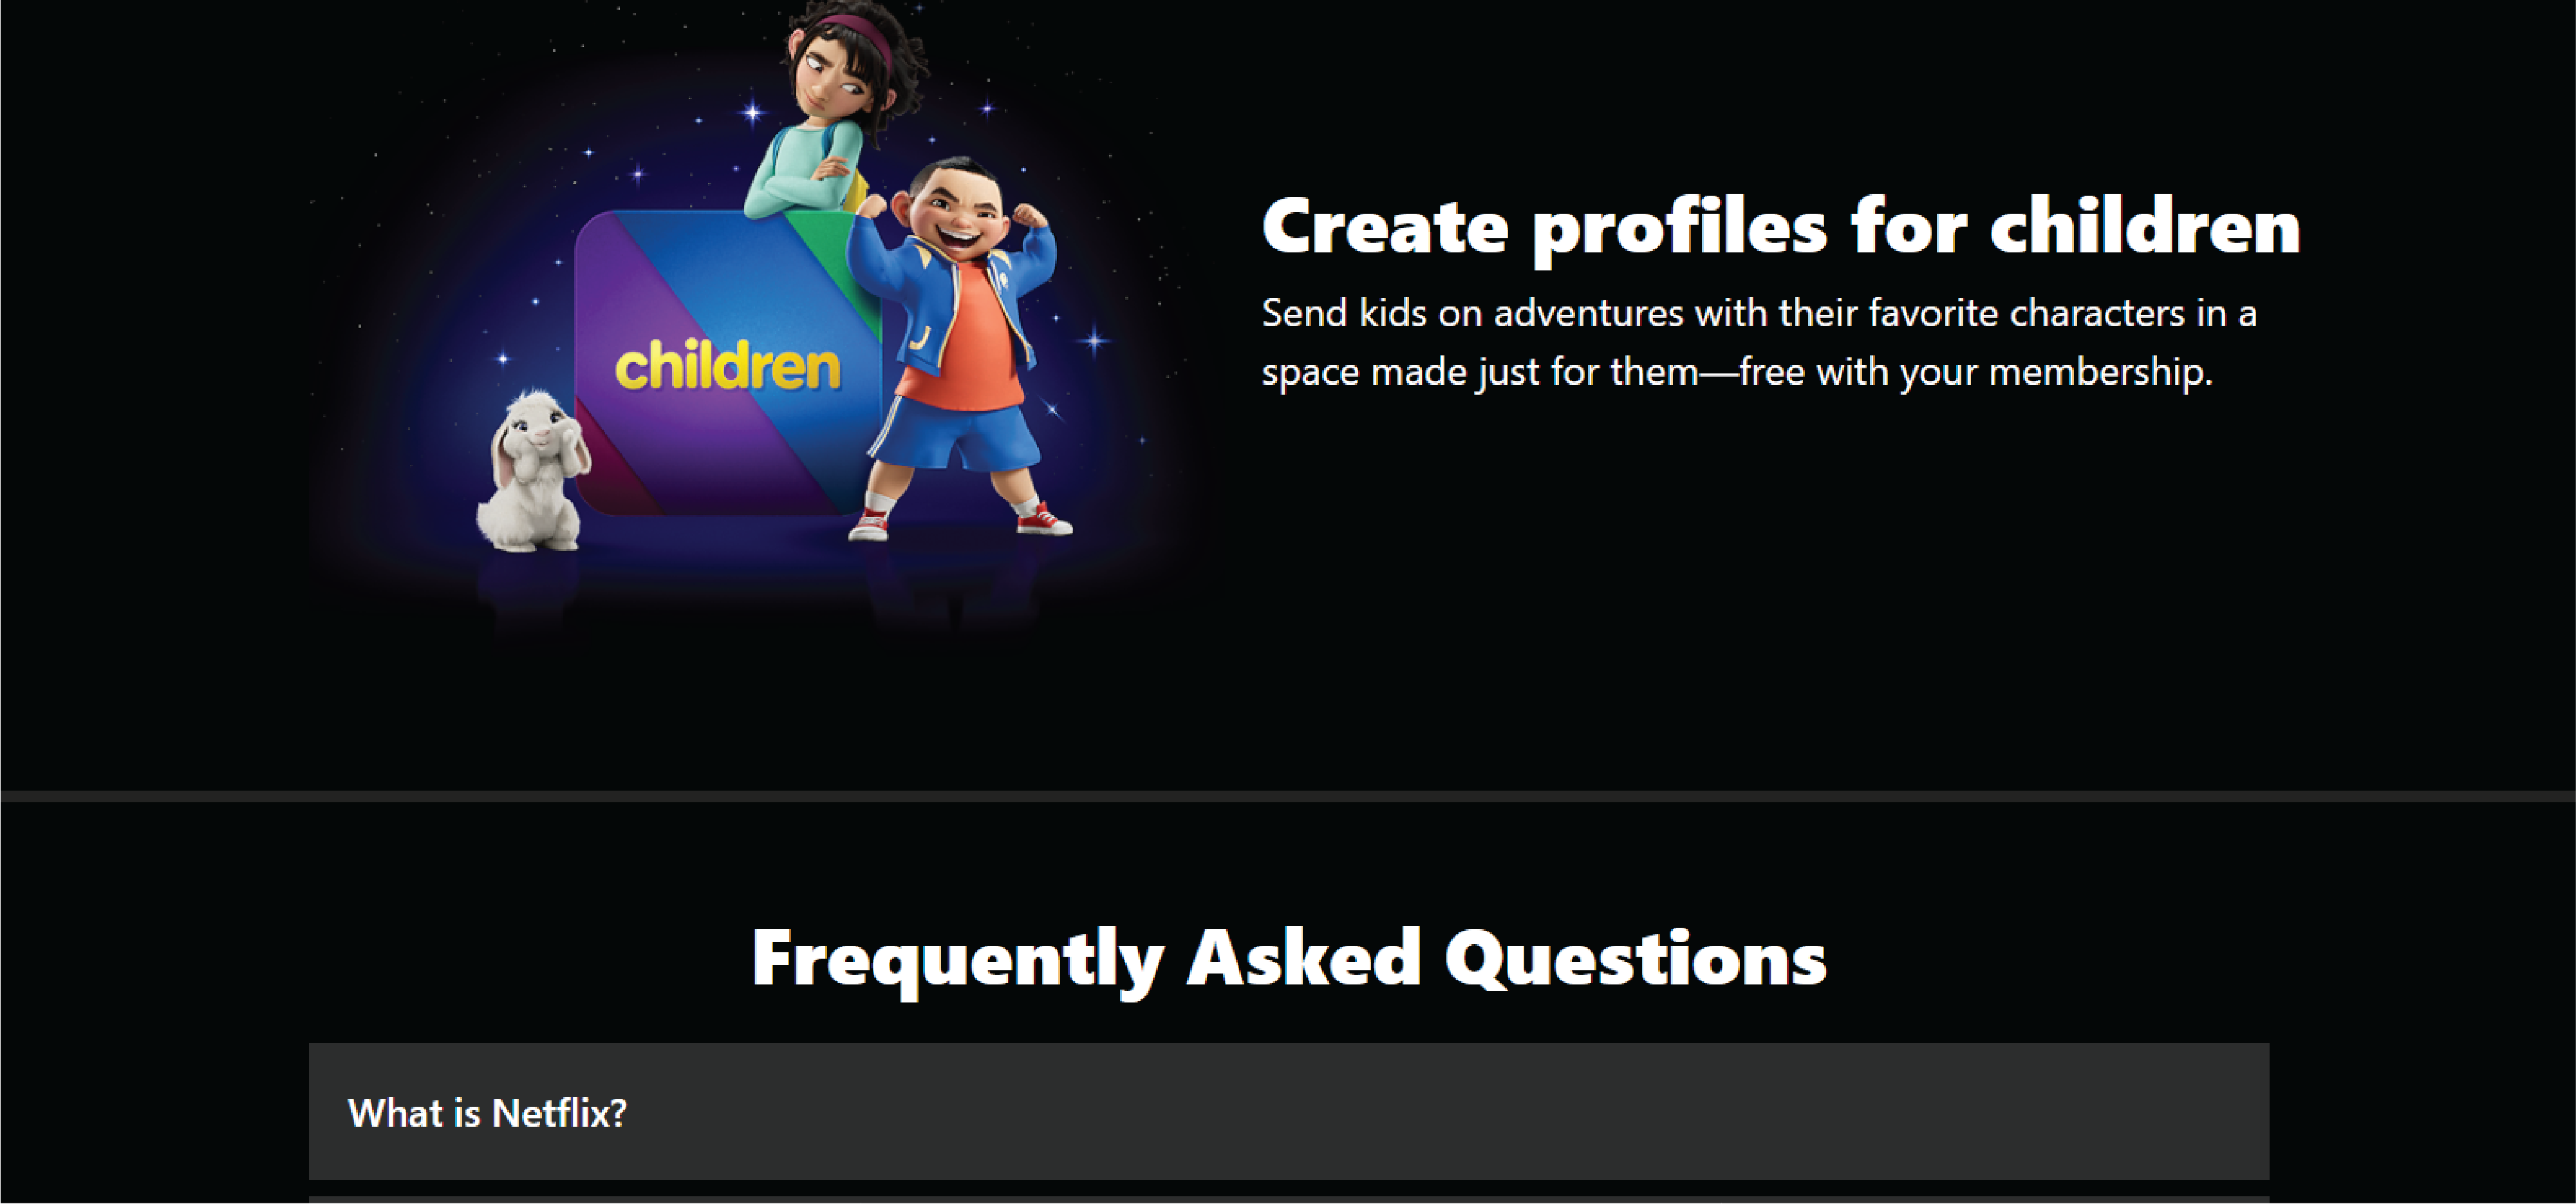 children
Create profiles for children
Send kids on adventures with their favorite characters in a
space made just for them—free with your membership.
Frequently Asked Questions
What is Netflix?